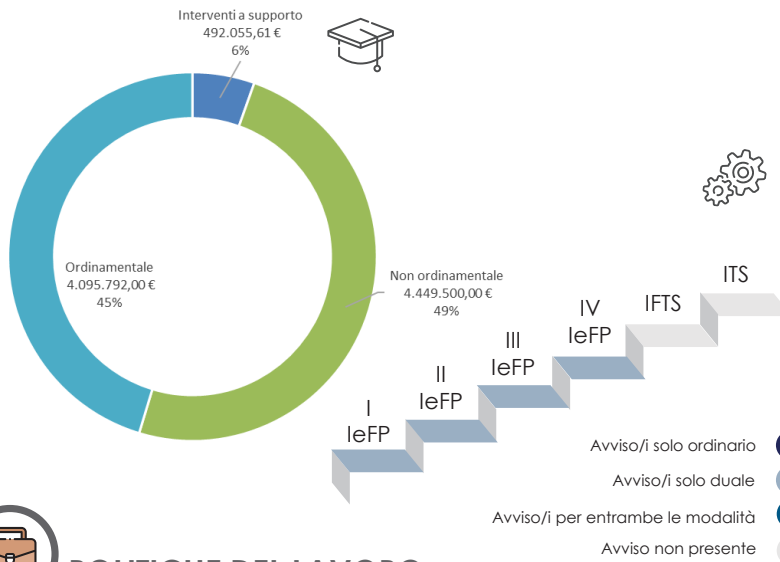 Interventi a supporto
492.055,61 €
6%
Ordinamentale
4.095.792,00 €
45%
Non ordinamentale
4.449.500,00 €
49%
I
IeFP
II
IeFP
III
IeFP
IV
IeFP
IFTS
ITS
Avviso/i solo ordinario
Avviso/i solo duale
Avviso/i per entrambe le modalità
Avviso non presente